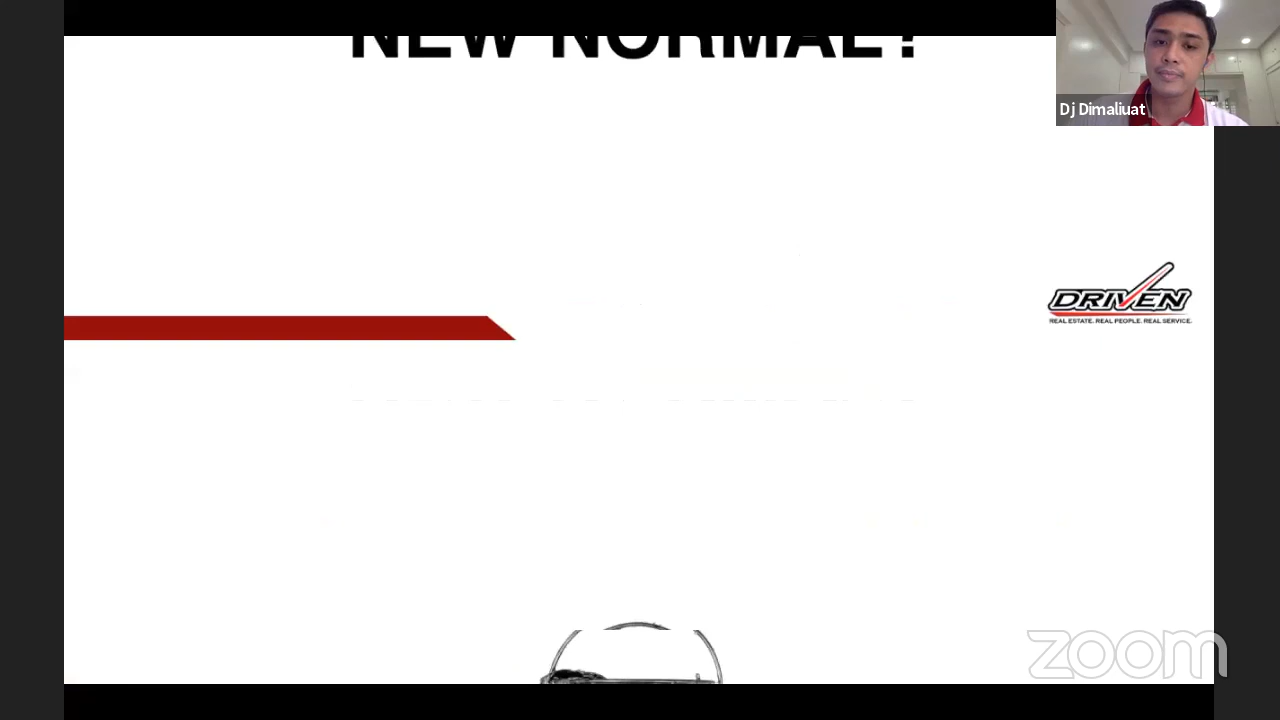 NEW NORMAL?
Dj Dimaliuat
DRIVEN
REAL ESTATE. REAL PEOPLE. REAL SERVICE.
zoom